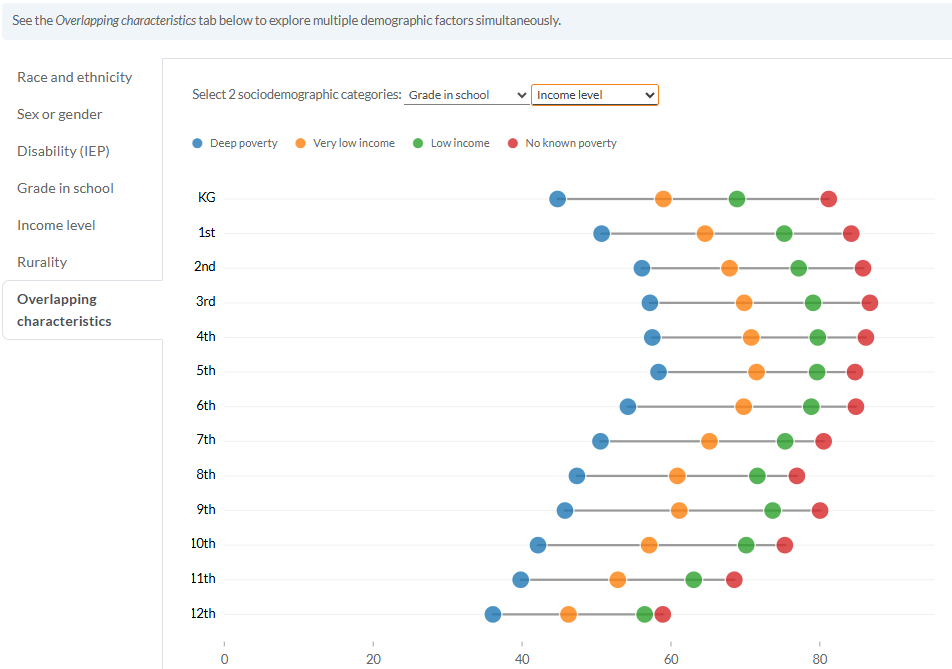 See the Overlapping characteristics tab below to explore multiple demographic factors simultaneously.
Race and ethnicity
Sex or gender
Disability (IEP)
Grade in school
Income level
Rurality
Overlapping
characteristics
Select 2 sociodemographic categories: Grade in school Income level
Deep poverty Very low income Low income No known poverty
KG
1st
2nd
3rd
4th
5th
6th
7th
8th
9th
10th
11th
12th
0 20 40 60 80